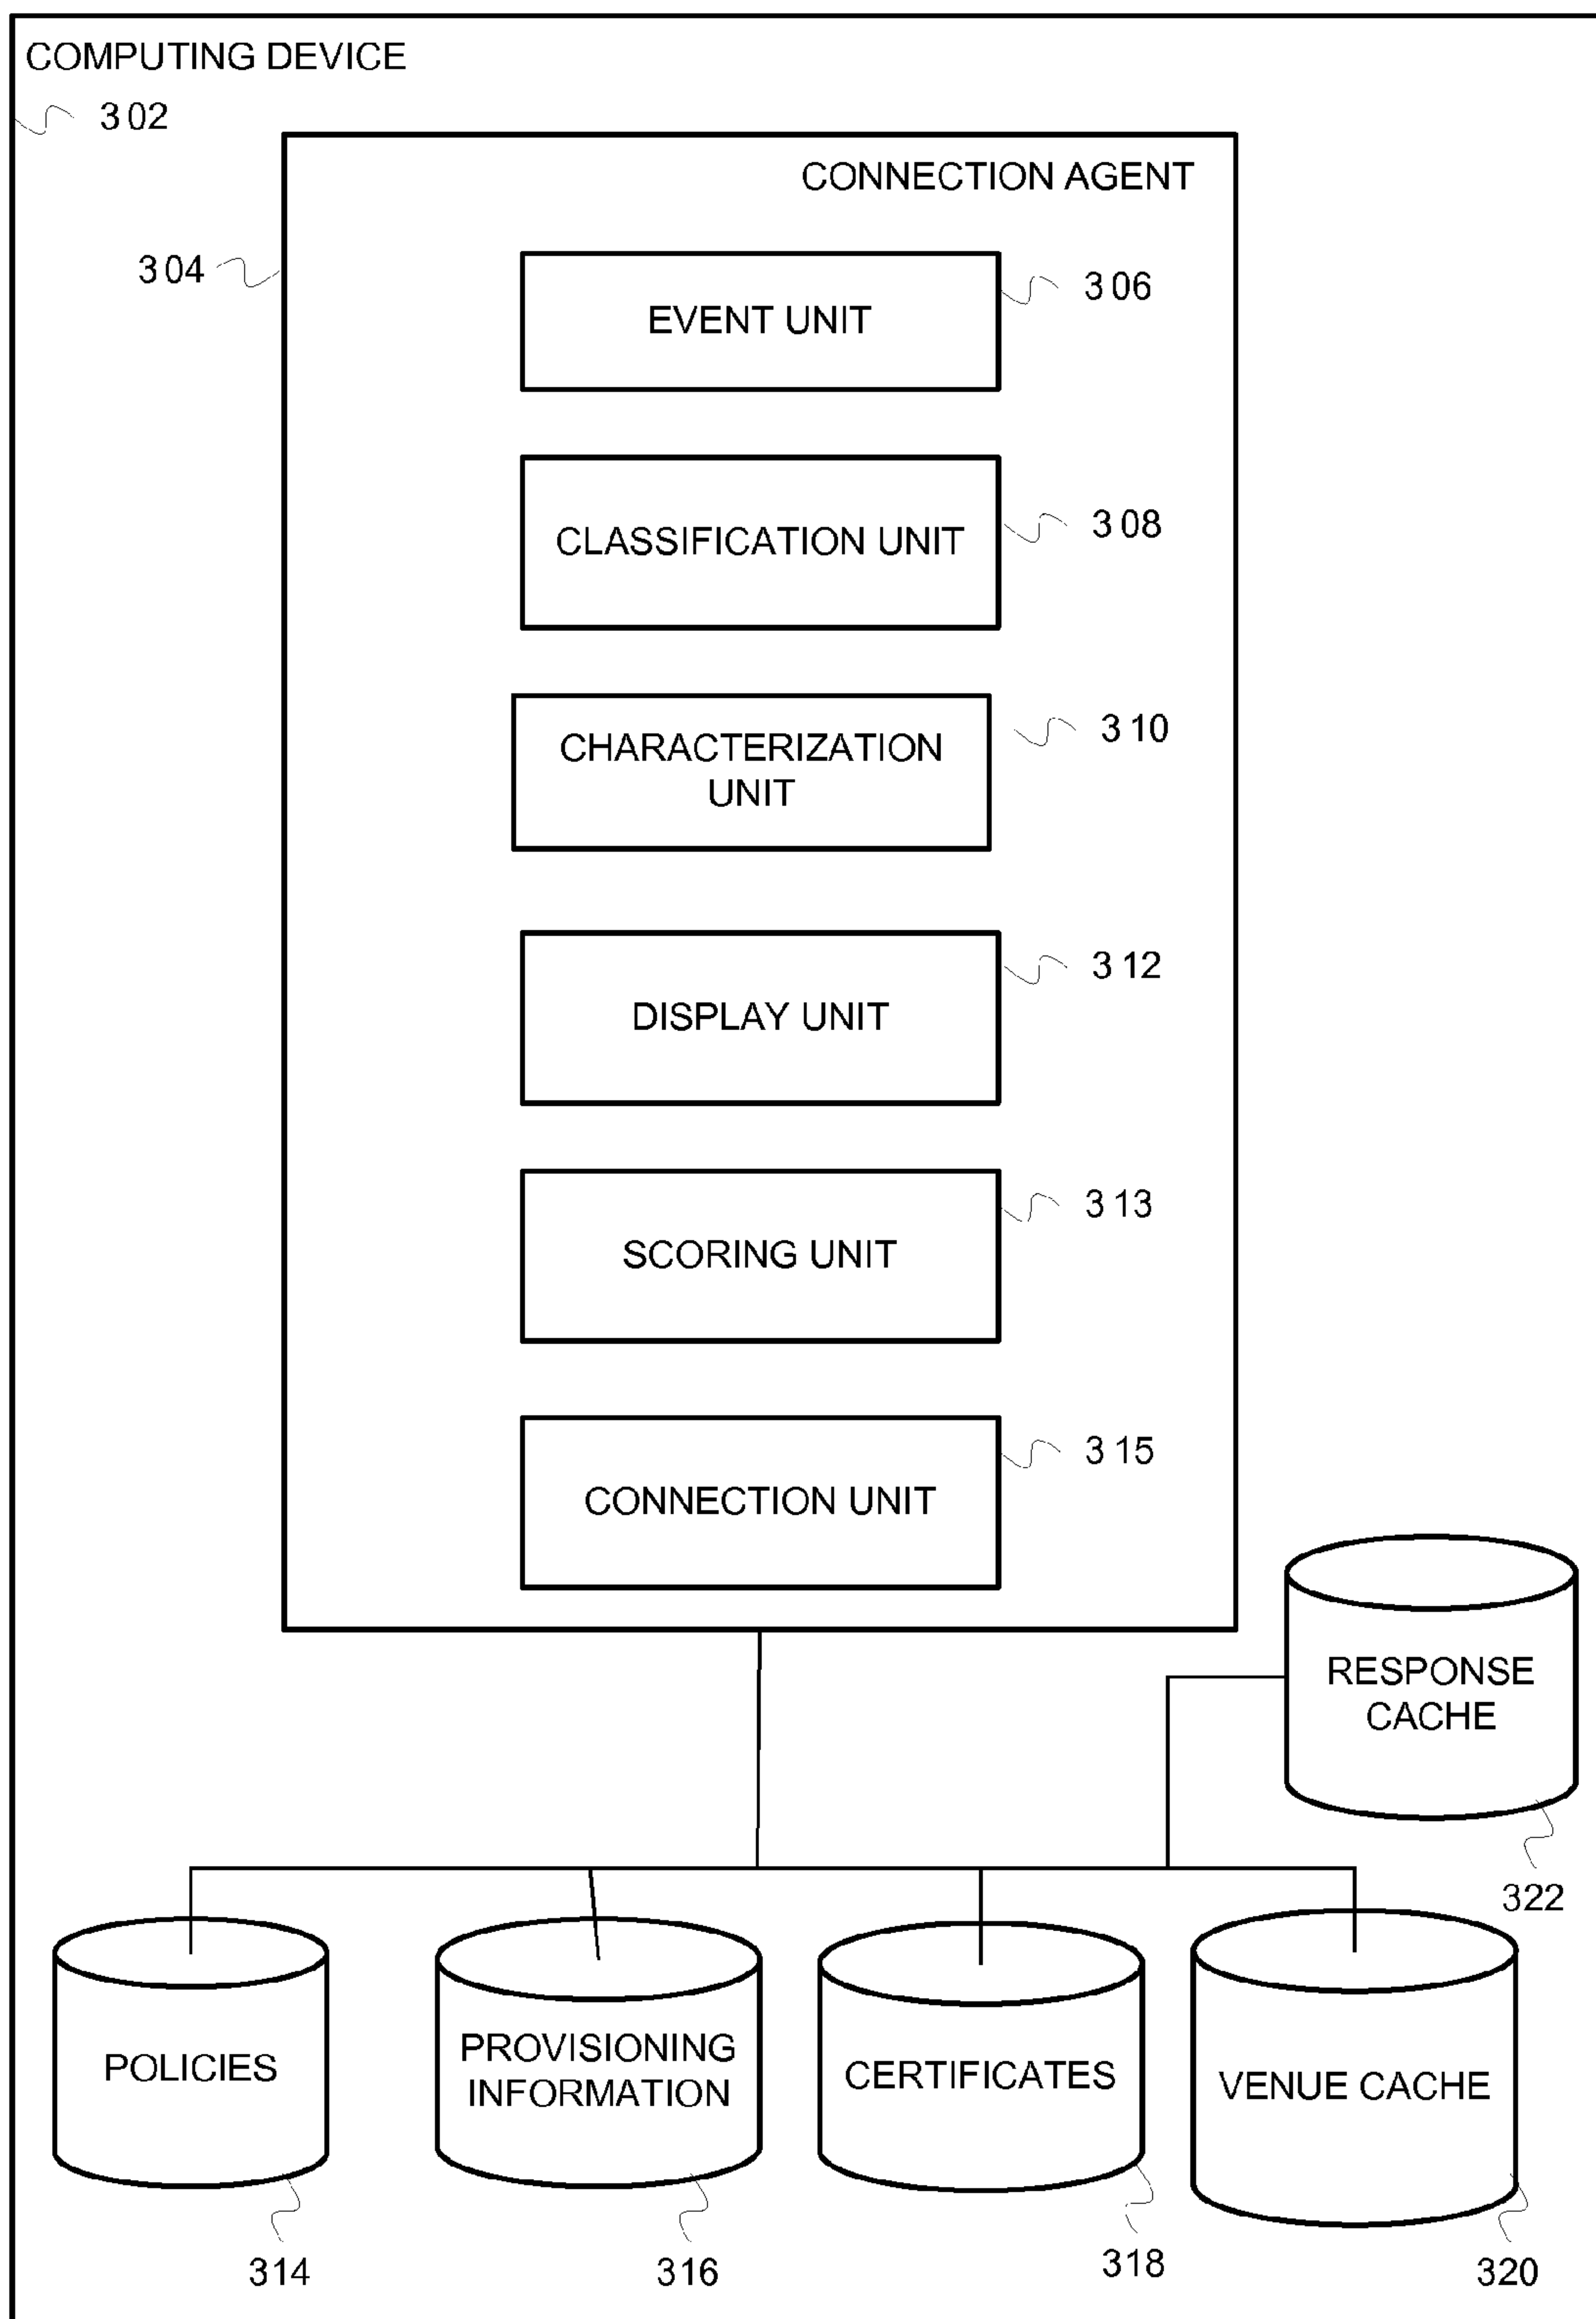 COMPUTING DEVICE
302
CONNECTION AGENT
304
EVENT UNIT
306
CLASSIFICATION UNIT
308
CHARACTERIZATION
UNIT
310
DISPLAY UNIT
312
SCORING UNIT
313
CONNECTION UNIT
315
RESPONSE
CACHE
322
POLICIES
314
PROVISIONING
INFORMATION
316
CERTIFICATES
318
VENUE CACHE
320